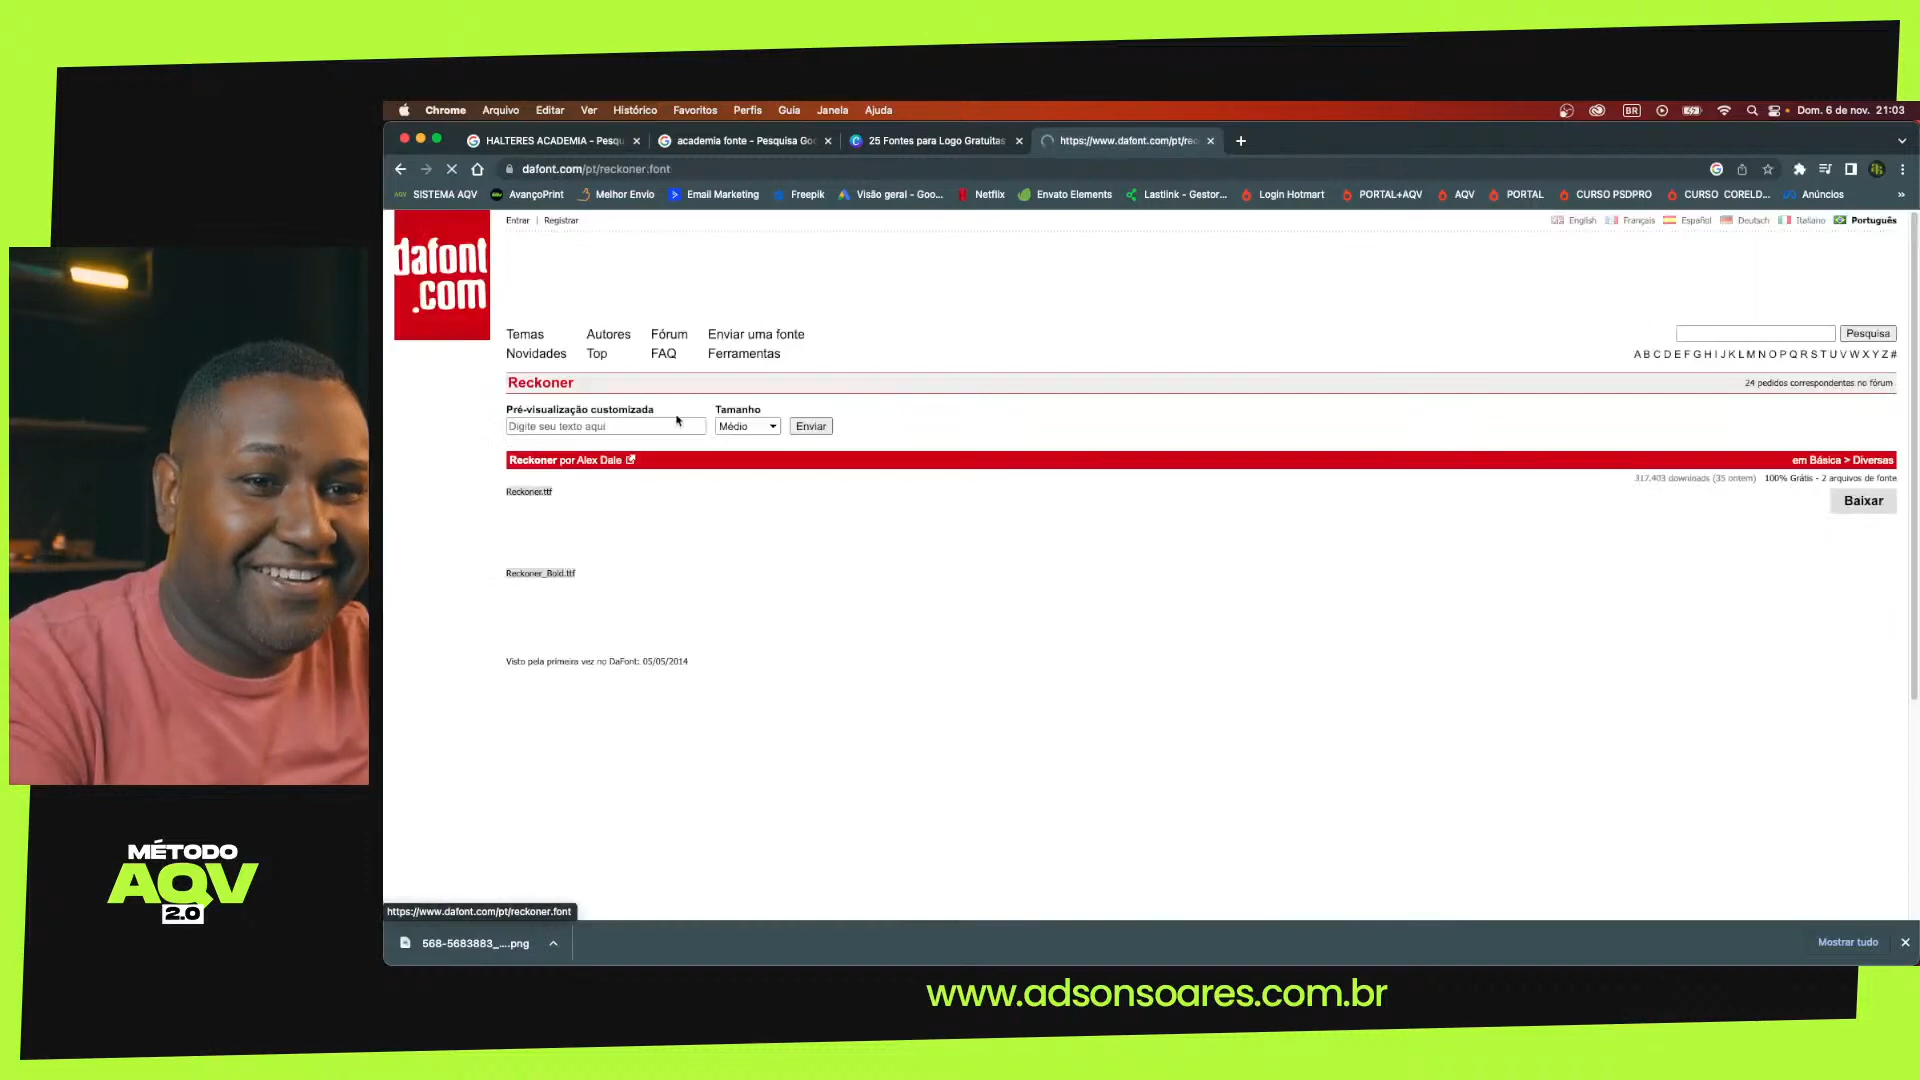 Chrome Arquivo Editar Ver Histórico Favoritos Perfis Guia Janela Ajuda BR Dom. 6 de nov. 21:03
HALTERES ACADEMIA - Pesqu academia fonte - Pesquisa Goo 25 Fontes para Logo Gratuitas https://www.dafont.com/pt/rec
dafont.com/pt/reckoner.font
AQV SISTEMA AQV AvançoPrint Melhor Envio Email Marketing Freepik Visão geral - Goo... Netflix Envato Elements Lastlink - Gestor... Login Hotmart PORTAL+AQV AQV PORTAL CURSO PSDPRO CURSO CORELD... Anúncios »
dafont
.com
Entrar | Registrar
English Français Español Deutsch Italiano Português
Temas Autores Fórum Enviar uma fonte
Novidades Top FAQ Ferramentas
Pesquisa
A B C D E F G H I J K L M N O P Q R S T U V W X Y Z #
Reckoner
24 pedidos correspondentes no fórum
Pré-visualização customizada Tamanho
Digite seu texto aqui Médio Enviar
Reckoner por Alex Dale
em Básica > Diversas
317.403 downloads (35 ontem) 100% Grátis - 2 arquivos de fonte
Reckoner.ttf
Baixar
Reckoner_Bold.ttf
Visto pela primeira vez no DaFont: 05/05/2014
https://www.dafont.com/pt/reckoner.font
568-5683883_....png
Mostrar tudo
MÉTODO
AQV
2.0
www.adsonsoares.com.br